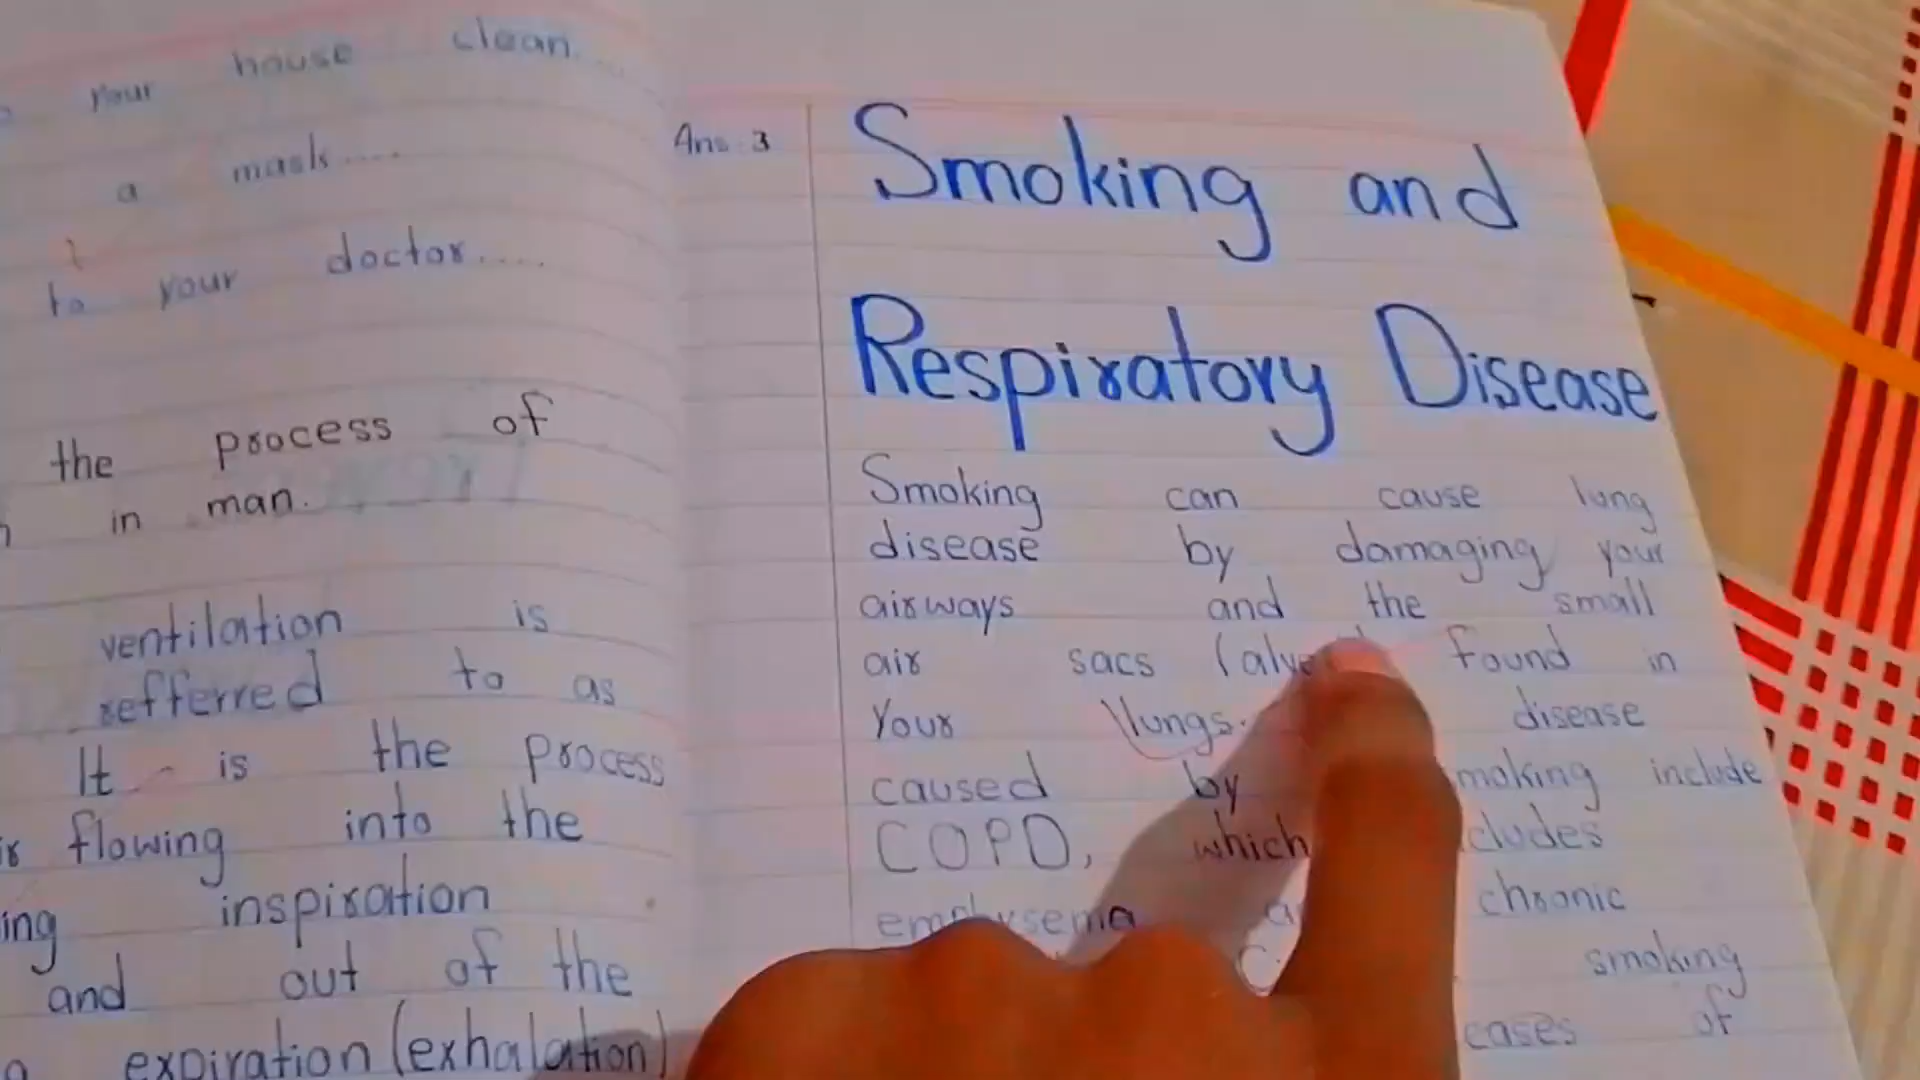 your house clean....
a mask....
to your doctor.....
the process of
in man.
ventilation is
refferred to as
It is the process
flowing into the
inspiration
and out of the
expiration (exhalation)
Ans:3
Smoking and
Respiratory Disease
Smoking can cause lung
disease by damaging your
airways and the small
air sacs found in
your lungs. disease
caused by include
COPD, which
emphysema chronic
smoking
cases of